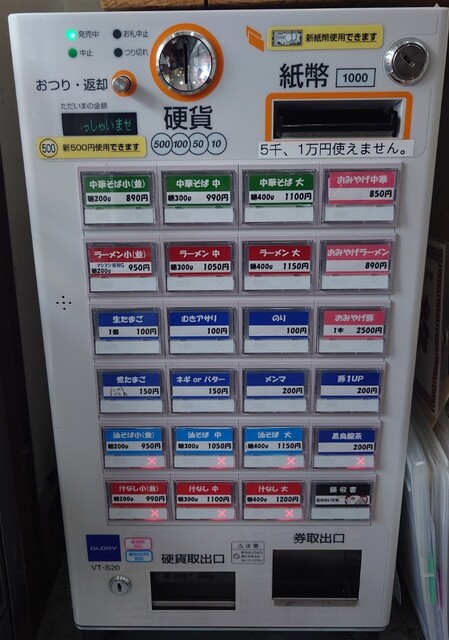 発売中
お札中止
中止
つり切れ
新紙幣使用できます
おつり・返却
紙幣
1000
ただいまの金額
っしゃいませ
硬貨
500 100 50 10
500 新500円使用できます
5千、1万円使えません。
中華そば小(並)
麺200g 890円
中華そば 中
麺300g 990円
中華そば 大
麺400g 1100円
おみやげ中華
850円
ラーメン小(並)
麺200g 950円
ラーメン 中
麺300g 1050円
ラーメン 大
麺400g 1150円
おみやげラーメン
890円
生たまご
1個 100円
むきアサリ
100円
のり
100円
おみやげ豚
1本 2500円
煮たまご
150円
ネギ or バター
150円
メンマ
200円
豚1UP
200円
油そば小(並)
麺200g 950円
油そば 中
麺300g 1050円
油そば 大
麺400g 1150円
黒烏龍茶
200円
汁なし小(並)
麺200g 990円
汁なし 中
麺300g 1100円
汁なし 大
麺400g 1200円
領収書
GLORY
VT-S20
硬貨取出口
注意
券取出口